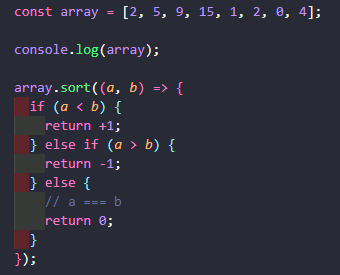 const array = [2, 5, 9, 15, 1, 2, 0, 4];
console.log(array);
array.sort((a, b) => {
  if (a < b) {
    return +1;
  } else if (a > b) {
    return -1;
  } else {
    // a === b
    return 0;
  }
});